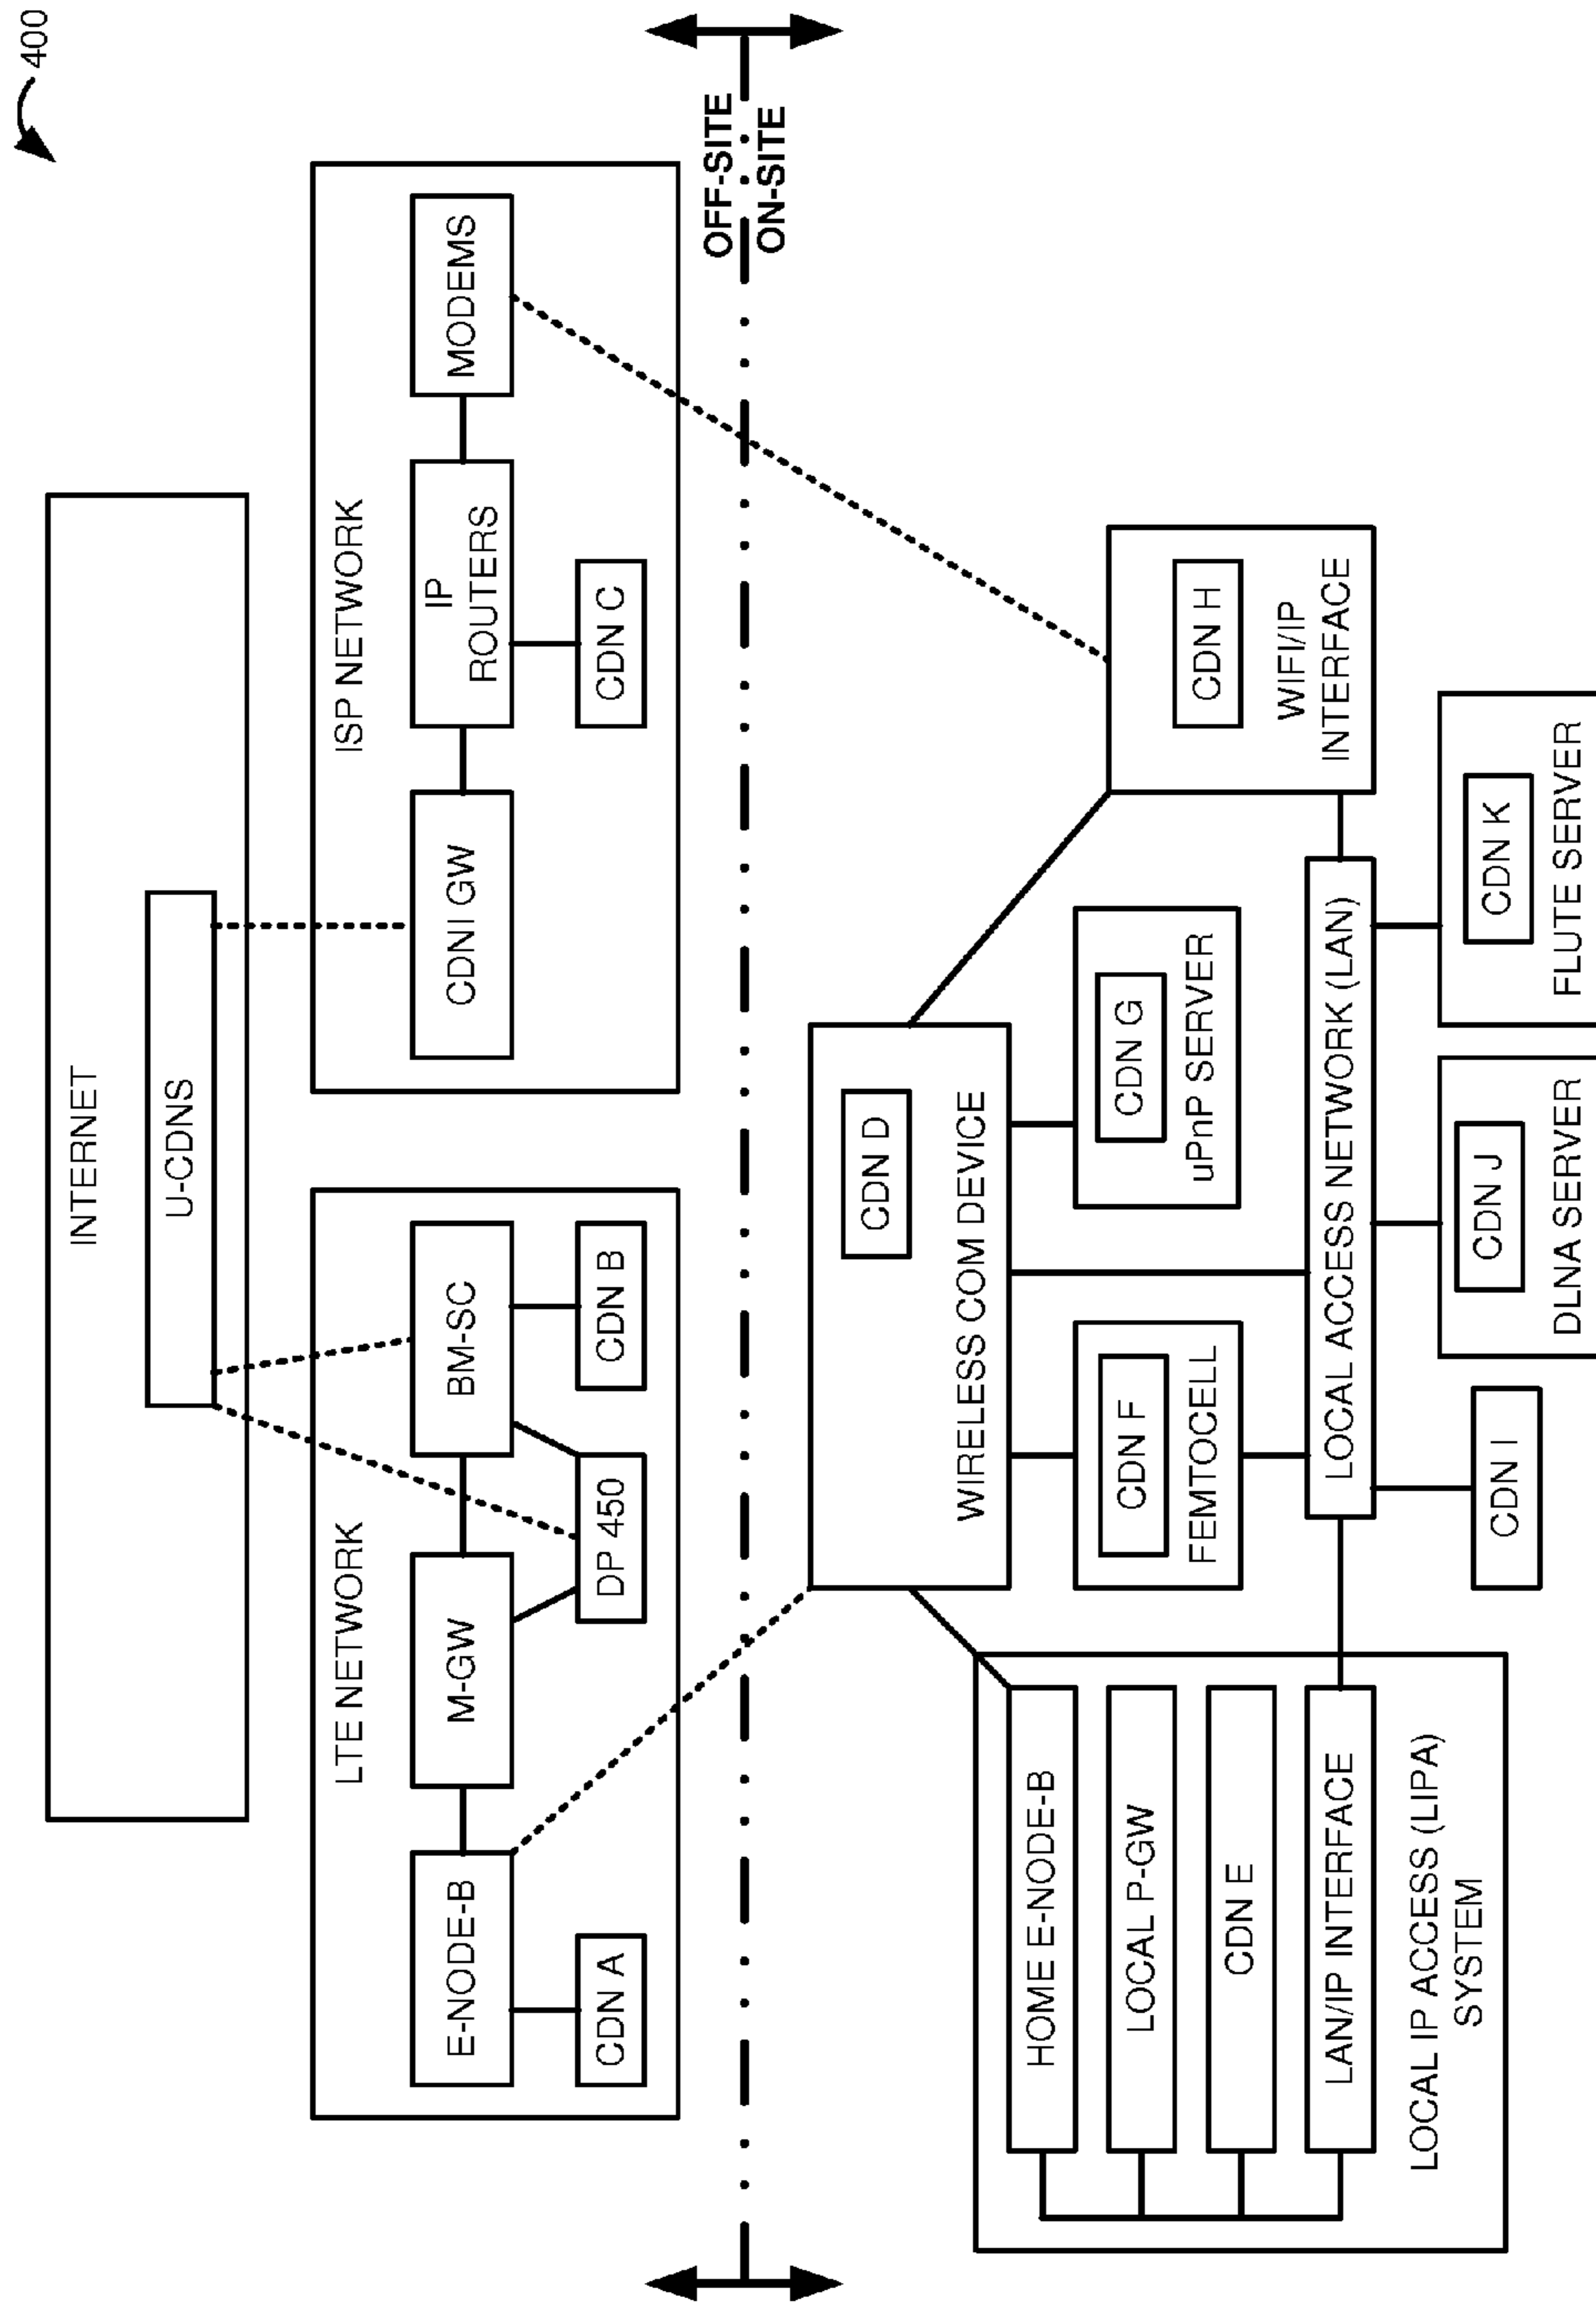 400
INTERNET
U-CDNS
LTE NETWORK
E-NODE-B
M-GW
BM-SC
CDN A
DP 450
CDN B
ISP NETWORK
CDNI GW
IP
ROUTERS
MODEMS
CDN C
OFF-SITE
ON-SITE
CDN D
WIRELESS COM DEVICE
HOME E-NODE-B
LOCAL P-GW
CDN E
LAN/IP INTERFACE
LOCAL IP ACCESS (LIPA)
SYSTEM
CDN F
FEMTOCELL
CDN G
uPnP SERVER
CDN H
WIFI/IP
INTERFACE
LOCAL ACCESS NETWORK (LAN)
CDN I
CDN J
DLNA SERVER
CDN K
FLUTE SERVER